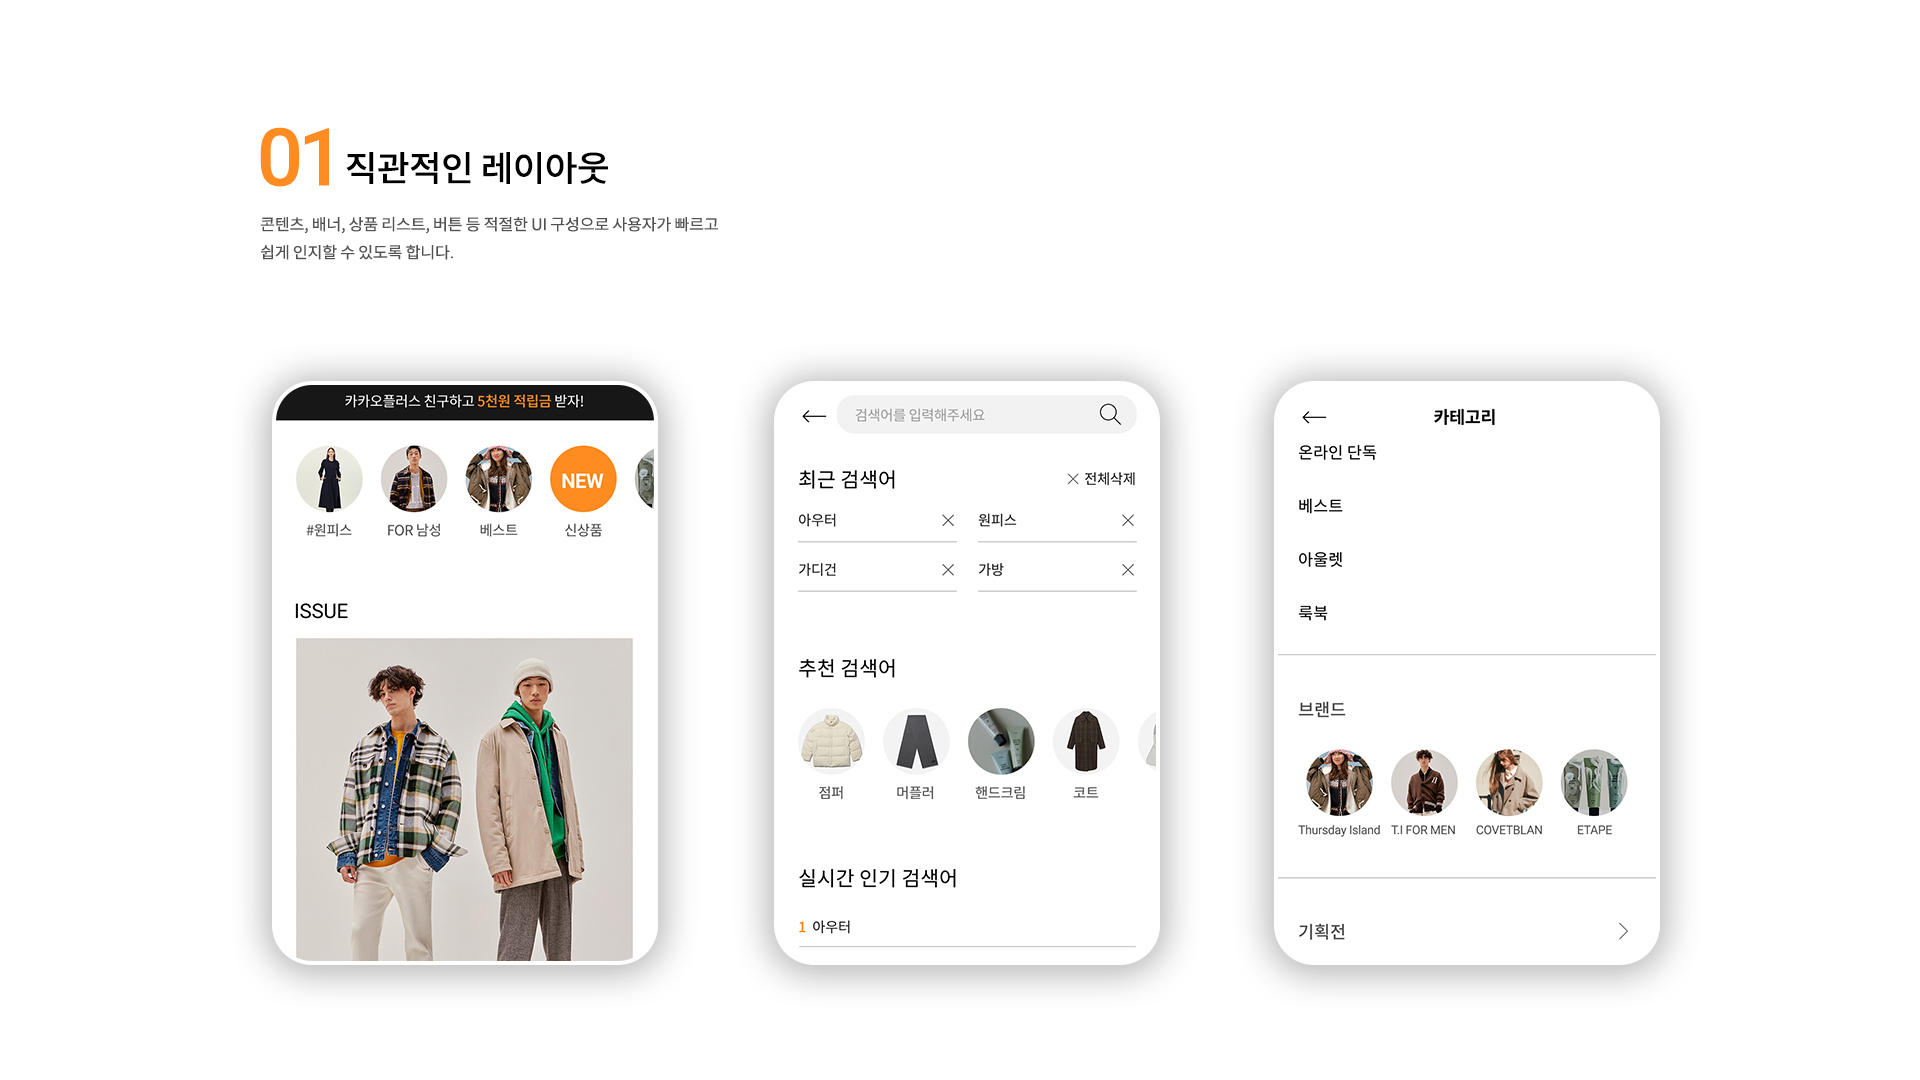 01 직관적인 레이아웃
콘텐츠, 배너, 상품 리스트, 버튼 등 적절한 UI 구성으로 사용자가 빠르고
쉽게 인지할 수 있도록 합니다.
카카오플러스 친구하고 5천원 적립금 받자!
NEW
#원피스 FOR 남성 베스트 신상품
ISSUE
검색어를 입력해주세요
최근 검색어 전체삭제
아우터 원피스
가디건 가방
추천 검색어
점퍼 머플러 핸드크림 코트
실시간 인기 검색어
1 아우터
카테고리
온라인 단독
베스트
아울렛
룩북
브랜드
Thursday Island T.I FOR MEN COVETBLAN ETAPE
기획전